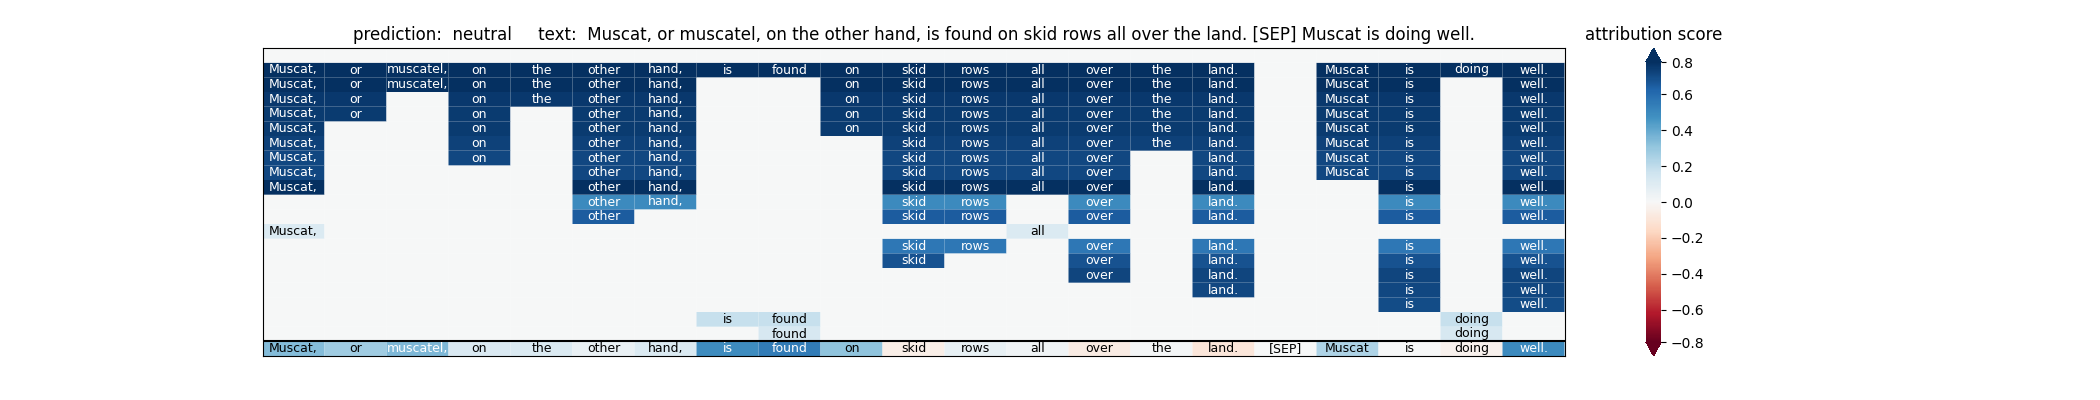 prediction:  neutral     text:  Muscat, or muscatel, on the other hand, is found on skid rows all over the land. [SEP] Muscat is doing well.
attribution score
Muscat, or muscatel, on the other hand, is found on skid rows all over the land. Muscat is doing well.
Muscat, or muscatel, on the other hand, on skid rows all over the land. Muscat is well.
Muscat, or on the other hand, on skid rows all over the land. Muscat is well.
Muscat, or on other hand, on skid rows all over the land. Muscat is well.
Muscat, on other hand, on skid rows all over the land. Muscat is well.
Muscat, on other hand, skid rows all over the land. Muscat is well.
Muscat, on other hand, skid rows all over land. Muscat is well.
Muscat, other hand, skid rows all over land. Muscat is well.
Muscat, other hand, skid rows all over land. is well.
other hand, skid rows over land. is well.
other skid rows over land. is well.
Muscat, all
skid rows over land. is well.
skid over land. is well.
over land. is well.
land. is well.
is well.
is found doing
found doing
Muscat, or muscatel, on the other hand, is found on skid rows all over the land. [SEP] Muscat is doing well.
0.8
0.6
0.4
0.2
0.0
−0.2
−0.4
−0.6
−0.8